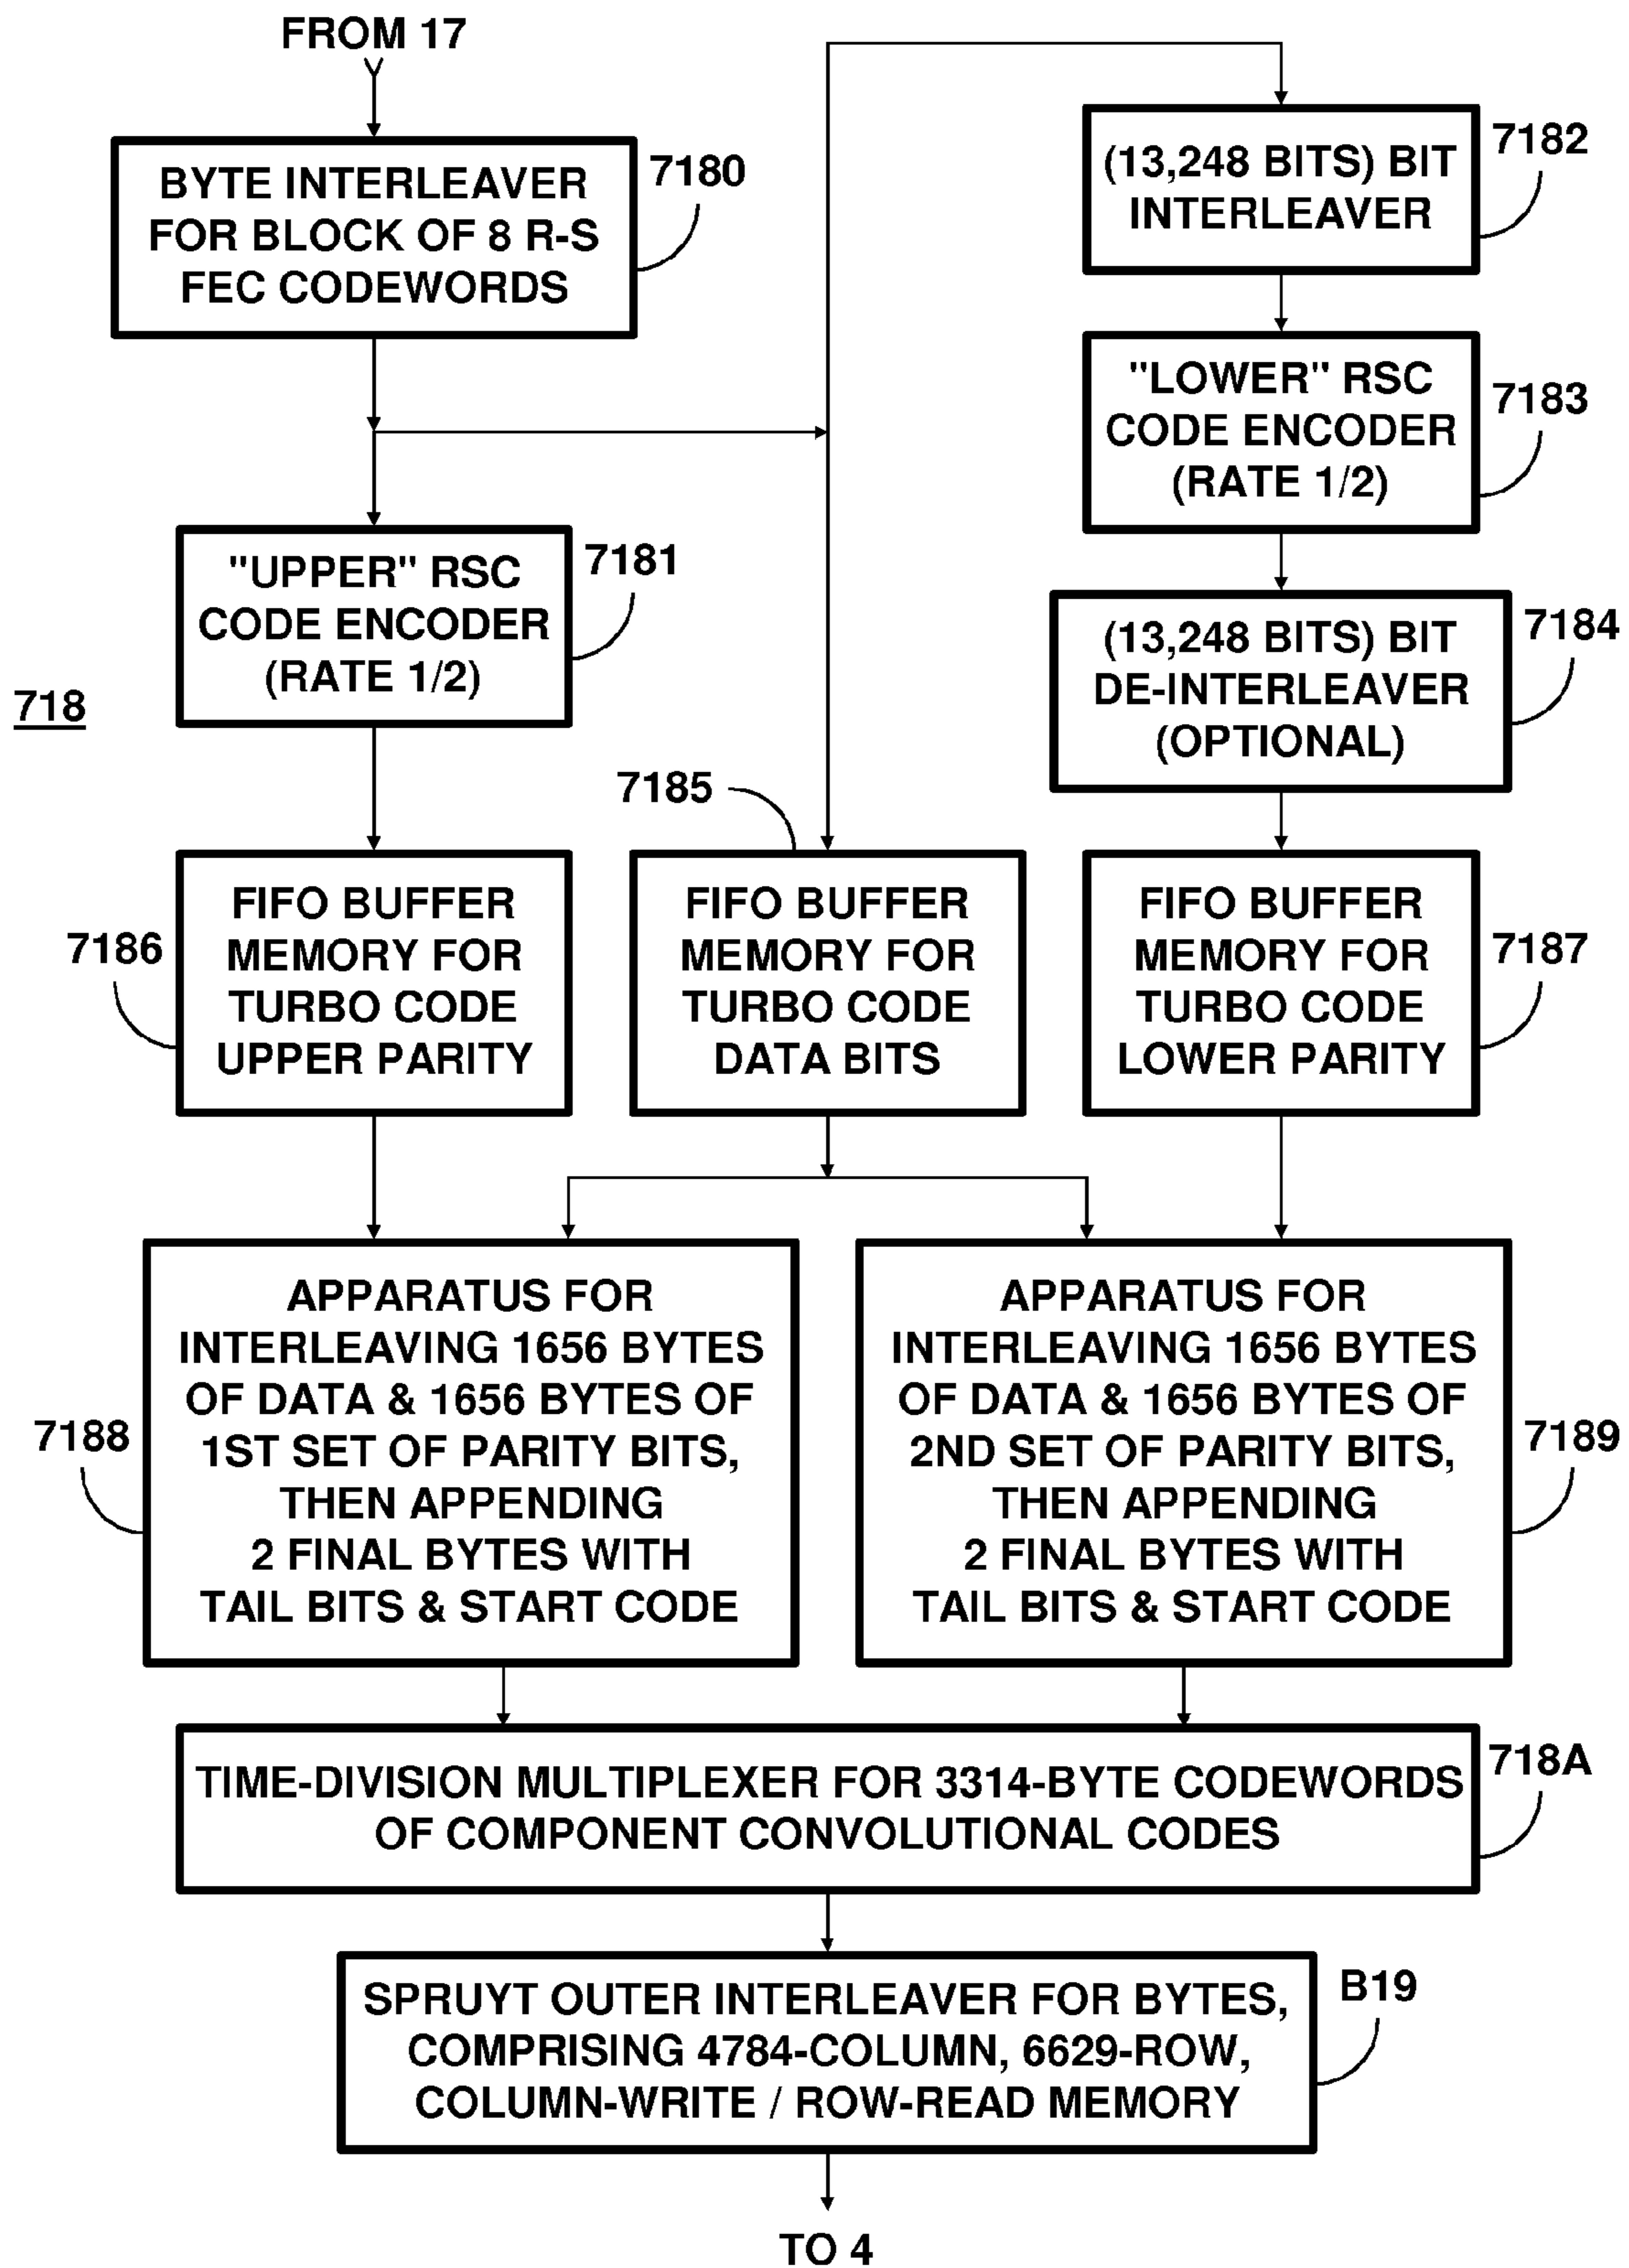 FROM 17
BYTE INTERLEAVER
FOR BLOCK OF 8 R-S
FEC CODEWORDS
7180
(13,248 BITS) BIT
INTERLEAVER
7182
"LOWER" RSC
CODE ENCODER
(RATE 1/2)
7183
"UPPER" RSC
CODE ENCODER
(RATE 1/2)
7181
(13,248 BITS) BIT
DE-INTERLEAVER
(OPTIONAL)
7184
718
7185
7186
FIFO BUFFER
MEMORY FOR
TURBO CODE
UPPER PARITY
FIFO BUFFER
MEMORY FOR
TURBO CODE
DATA BITS
FIFO BUFFER
MEMORY FOR
TURBO CODE
LOWER PARITY
7187
7188
APPARATUS FOR
INTERLEAVING 1656 BYTES
OF DATA & 1656 BYTES OF
1ST SET OF PARITY BITS,
THEN APPENDING
2 FINAL BYTES WITH
TAIL BITS & START CODE
APPARATUS FOR
INTERLEAVING 1656 BYTES
OF DATA & 1656 BYTES OF
2ND SET OF PARITY BITS,
THEN APPENDING
2 FINAL BYTES WITH
TAIL BITS & START CODE
7189
TIME-DIVISION MULTIPLEXER FOR 3314-BYTE CODEWORDS
OF COMPONENT CONVOLUTIONAL CODES
718A
SPRUYT OUTER INTERLEAVER FOR BYTES,
COMPRISING 4784-COLUMN, 6629-ROW,
COLUMN-WRITE / ROW-READ MEMORY
B19
TO 4